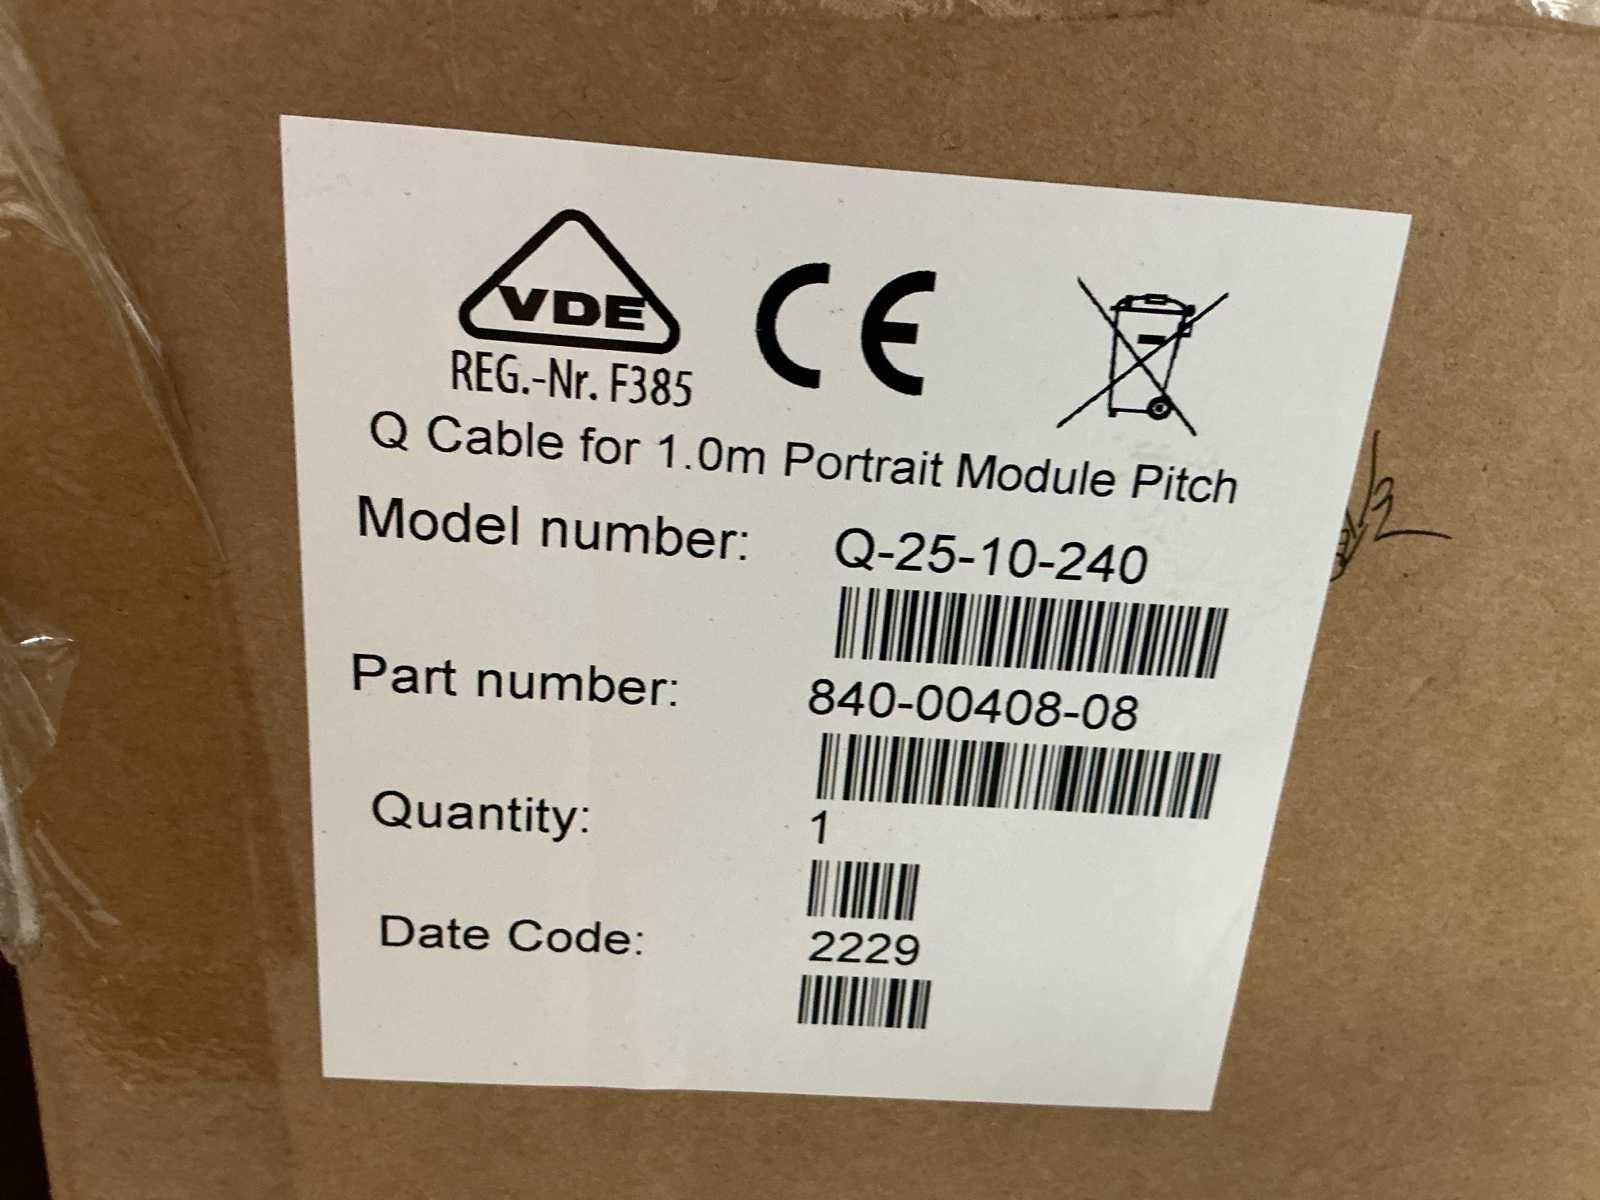 VDE
REG.-Nr. F385
CE
Q Cable for 1.0m Portrait Module Pitch
Model number: Q-25-10-240
Part number: 840-00408-08
Quantity: 1
Date Code: 2229